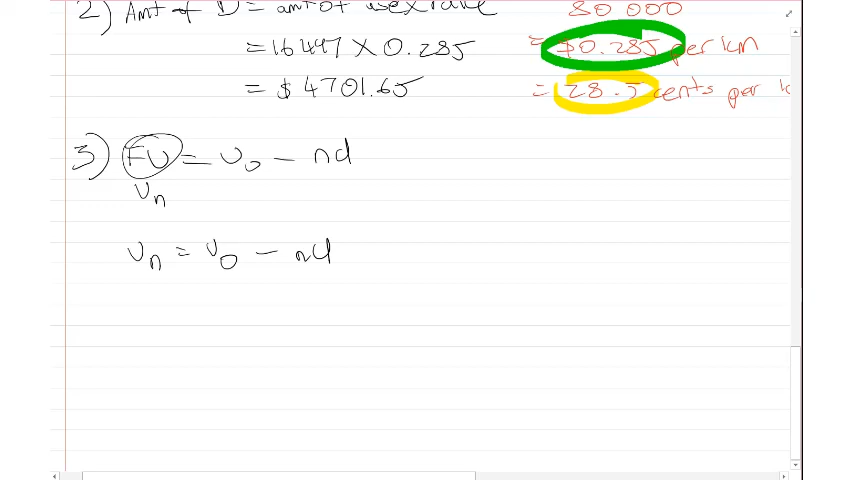 2) Amt of D = amt of use x rate
80 000
= 16497 x 0.285
= $0.285 per km
= $ 4701.65
= 28.5 cents per k
3) FV = V0 - nd
Vn
Vn = V0 - nd